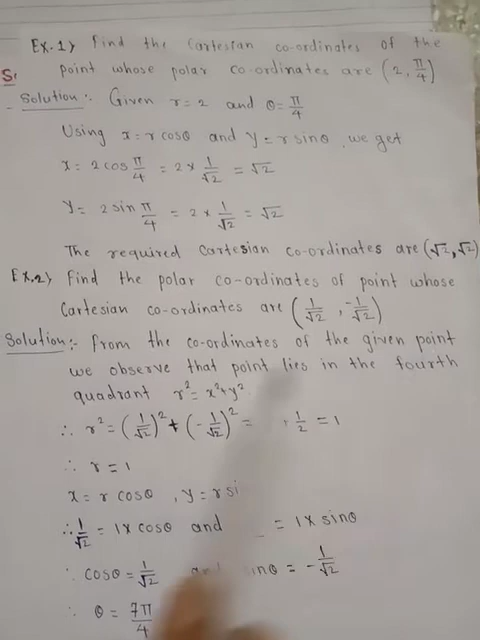 Ex.1) Find the Cartesian co-ordinates of the
point whose polar co-ordinates are (2, π/4)
Solution:- Given r=2 and θ=π/4
Using x=r cosθ and y=r sinθ, we get
x= 2cos π/4 = 2× 1/√2 = √2
y= 2sin π/4 = 2× 1/√2 = √2
The required Cartesian co-ordinates are (√2,√2)
Ex.2) Find the polar co-ordinates of point whose
Cartesian co-ordinates are (1/√2, -1/√2)
Solution:- from the co-ordinates of the given point
we observe that point lies in the fourth
quadrant r²=x²+y²
∴ r²=(1/√2)²+(-1/√2)²= + 1/2 =1
∴ r=1
x=r cosθ, y=r si
∴ 1/√2 = 1×cosθ and = 1×sinθ
∴ cosθ=1/√2 = -1/√2
∴ θ= 7π/4